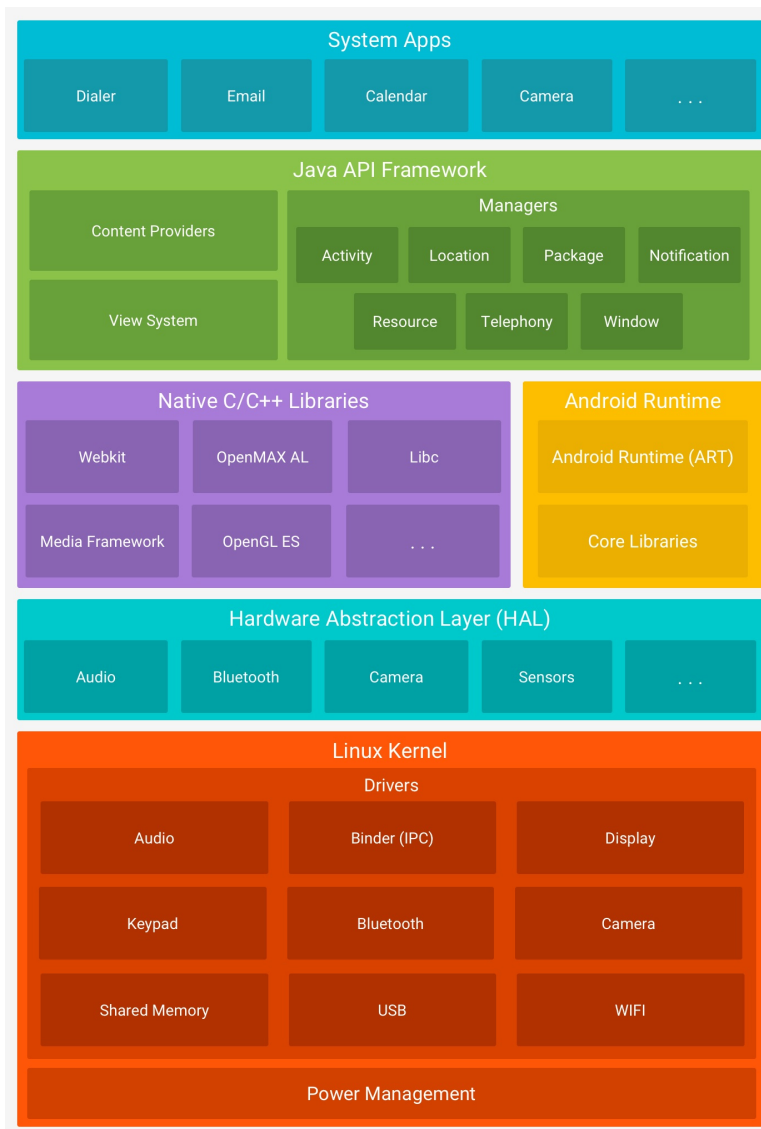 System Apps
Dialer
Email
Calendar
Camera
. . .
Java API Framework
Content Providers
View System
Managers
Activity
Location
Package
Notification
Resource
Telephony
Window
Native C/C++ Libraries
Webkit
OpenMAX AL
Libc
Media Framework
OpenGL ES
. . .
Android Runtime
Android Runtime (ART)
Core Libraries
Hardware Abstraction Layer (HAL)
Audio
Bluetooth
Camera
Sensors
. . .
Linux Kernel
Drivers
Audio
Binder (IPC)
Display
Keypad
Bluetooth
Camera
Shared Memory
USB
WIFI
Power Management